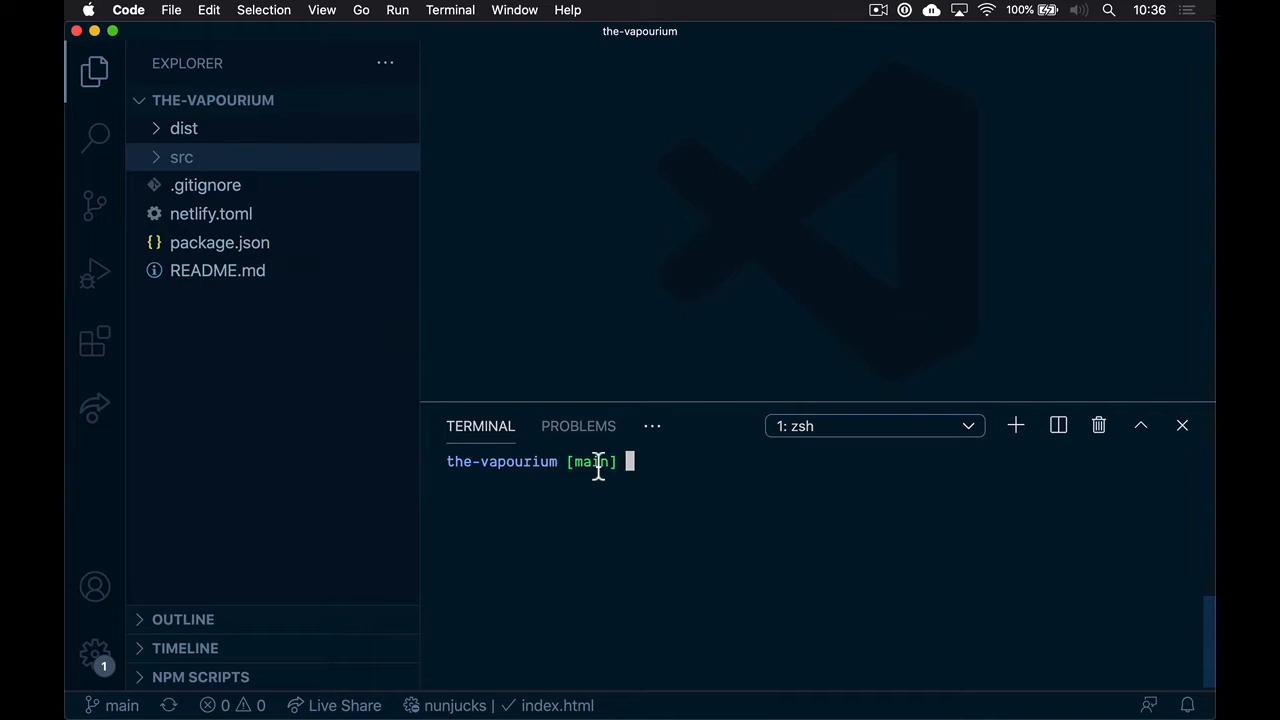 Code File Edit Selection View Go Run Terminal Window Help 100% 10:36
the-vapourium
EXPLORER
THE-VAPOURIUM
dist
src
.gitignore
netlify.toml
{} package.json
README.md
TERMINAL PROBLEMS 1: zsh
the-vapourium [main]
OUTLINE
TIMELINE
NPM SCRIPTS
1
main 0 0 Live Share nunjucks | index.html